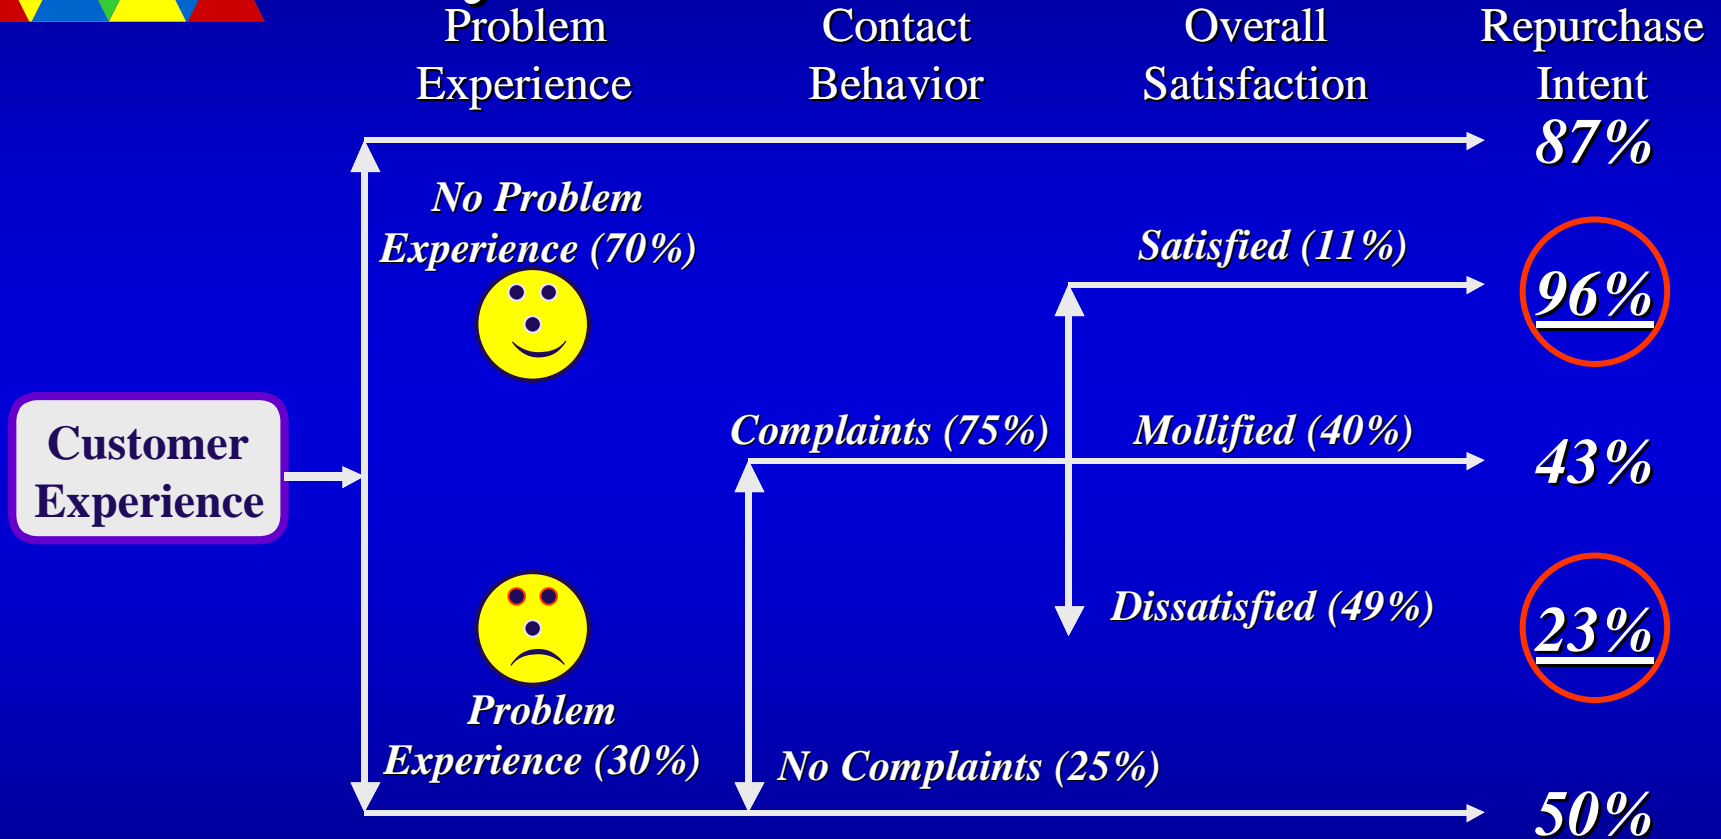 Problem
Experience
Contact
Behavior
Overall
Satisfaction
Repurchase
Intent
87%
No Problem
Experience (70%)
Satisfied (11%)
96%
Complaints (75%)
Mollified (40%)
43%
Customer
Experience
Dissatisfied (49%)
23%
Problem
Experience (30%)
No Complaints (25%)
50%